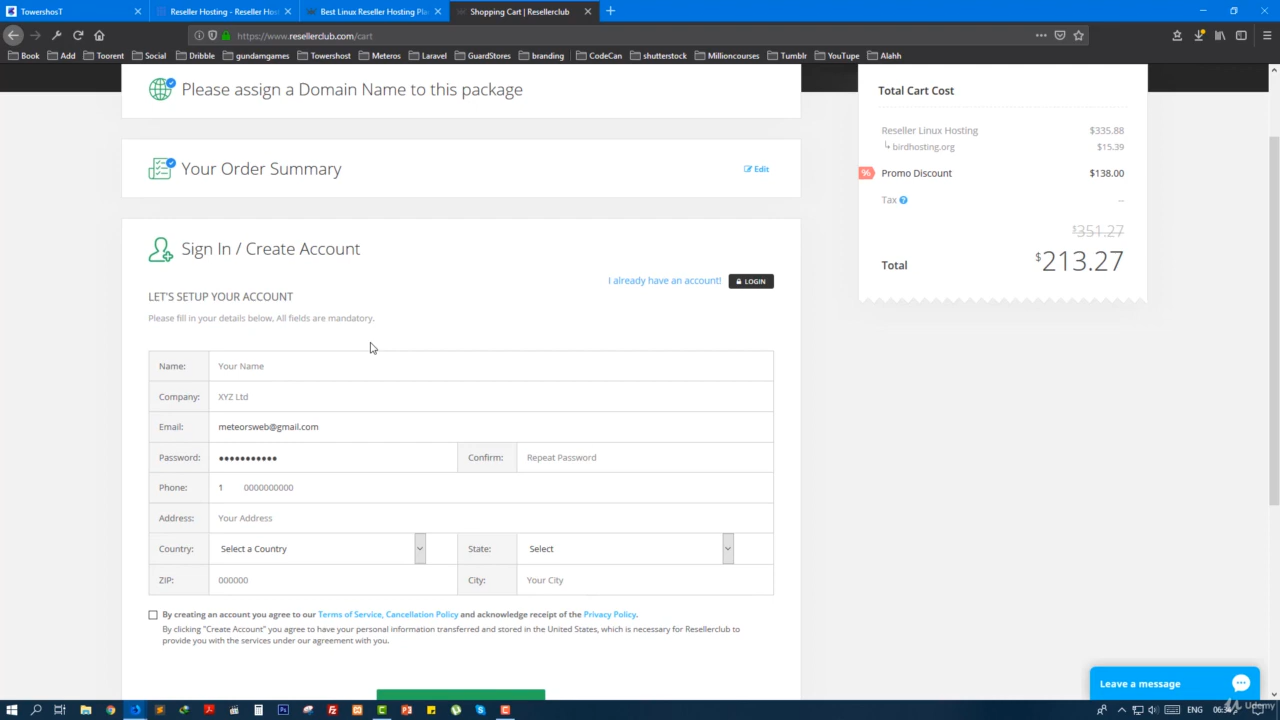 TowershosT
Reseller Hosting - Reseller Hos
Best Linux Reseller Hosting Pla
Shopping Cart | Resellerclub
https://www.resellerclub.com/cart
Book
Add
Toorent
Social
Dribble
gundamgames
Towershost
Meteros
Laravel
GuardStores
branding
CodeCan
shutterstock
Millioncourses
Tumblr
YouTupe
Alahh
Please assign a Domain Name to this package
Your Order Summary
Edit
Sign In / Create Account
I already have an account!
LOGIN
LET'S SETUP YOUR ACCOUNT
Please fill in your details below. All fields are mandatory.
Name: Your Name
Company: XYZ Ltd
Email: meteorsweb@gmail.com
Password: ●●●●●●●●●●● Confirm: Repeat Password
Phone: 1 0000000000
Address: Your Address
Country: Select a Country State: Select
ZIP: 000000 City: Your City
By creating an account you agree to our Terms of Service, Cancellation Policy and acknowledge receipt of the Privacy Policy.
By clicking "Create Account" you agree to have your personal information transferred and stored in the United States, which is necessary for Resellerclub to
provide you with the services under our agreement with you.
Total Cart Cost
Reseller Linux Hosting $335.88
birdhosting.org $15.39
% Promo Discount $138.00
Tax ? --
$351.27
Total $213.27
Leave a message
ENG
Udemy